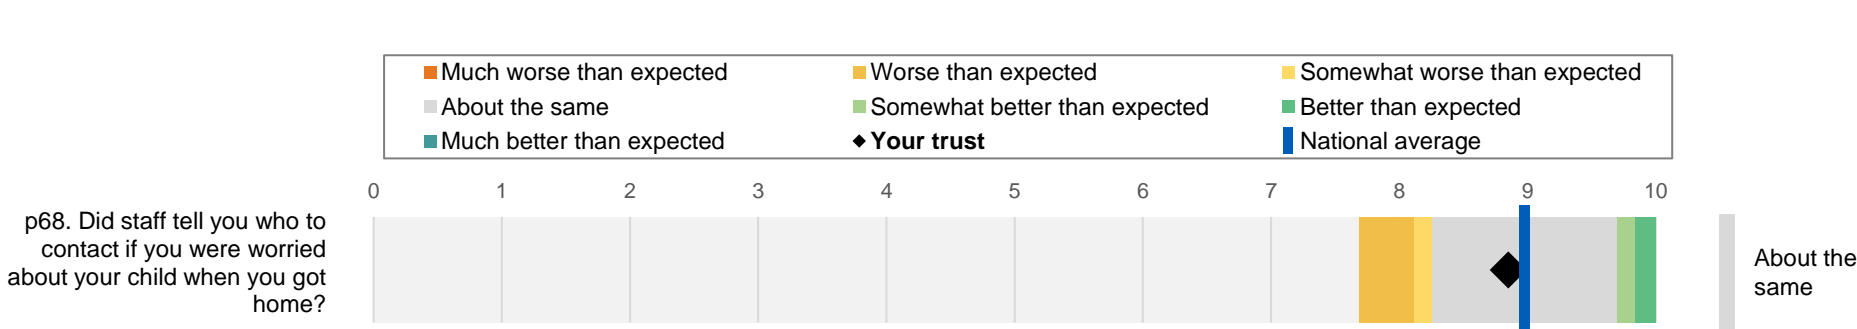 Much worse than expected Worse than expected Somewhat worse than expected
About the same Somewhat better than expected Better than expected
Much better than expected Your trust National average
0 1 2 3 4 5 6 7 8 9 10
p68. Did staff tell you who to
contact if you were worried
about your child when you got
home?
About the
same